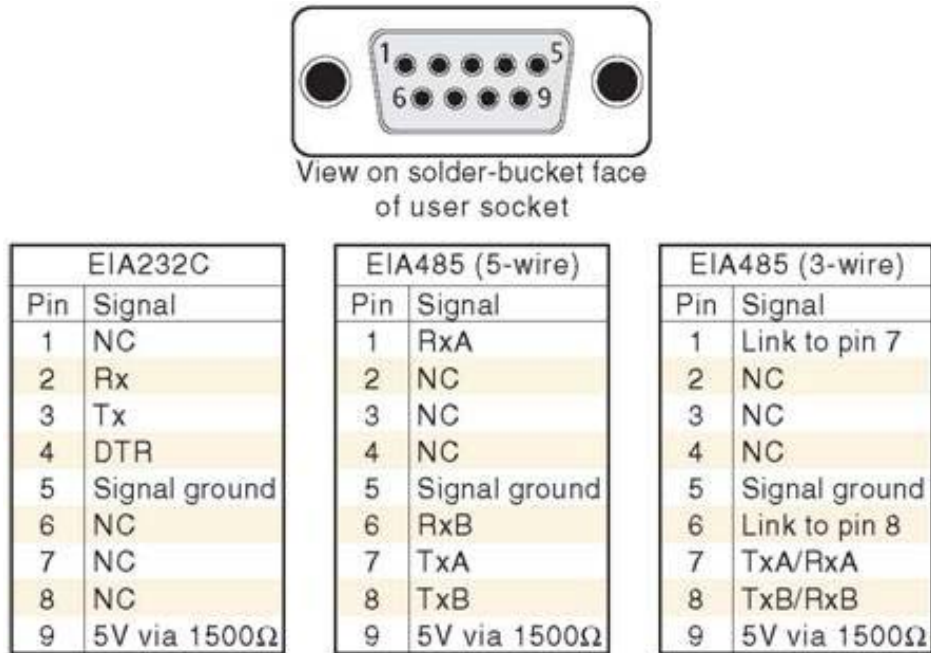 1 5
6 9
View on solder-bucket face
of user socket
EIA232C
Pin Signal
1 NC
2 Rx
3 Tx
4 DTR
5 Signal ground
6 NC
7 NC
8 NC
9 5V via 1500Ω
EIA485 (5-wire)
Pin Signal
1 RxA
2 NC
3 NC
4 NC
5 Signal ground
6 RxB
7 TxA
8 TxB
9 5V via 1500Ω
EIA485 (3-wire)
Pin Signal
1 Link to pin 7
2 NC
3 NC
4 NC
5 Signal ground
6 Link to pin 8
7 TxA/RxA
8 TxB/RxB
9 5V via 1500Ω